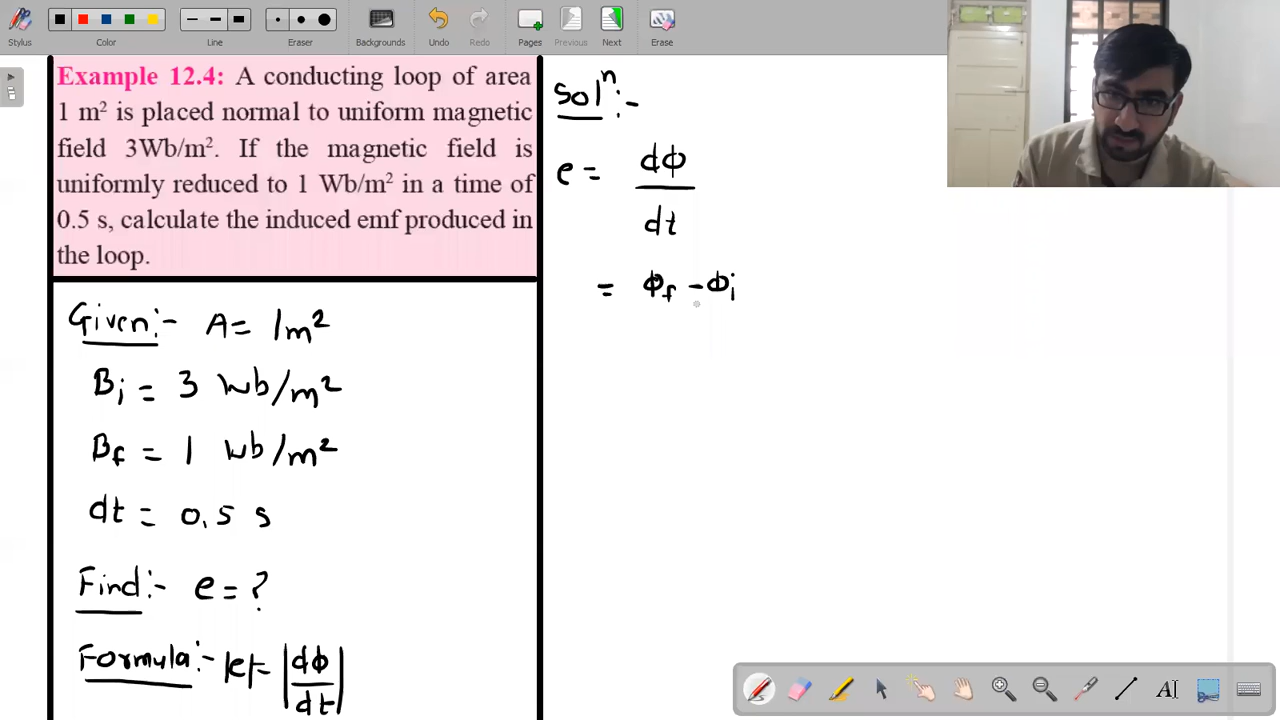 Stylus
Color
Line
Eraser
Backgrounds
Undo
Redo
Pages
Previous
Next
Erase
Example 12.4: A conducting loop of area
1 m² is placed normal to uniform magnetic
field 3Wb/m². If the magnetic field is
uniformly reduced to 1 Wb/m² in a time of
0.5 s, calculate the induced emf produced in
the loop.
Given:- A= 1m²
Bi = 3 Wb/m²
Bf = 1 Wb/m²
dt = 0.5 s
Find:- e = ?
Formula:- |e|= |dϕ/dt|
Solⁿ:-
e = dϕ
dt
= ϕf - ϕi
AI